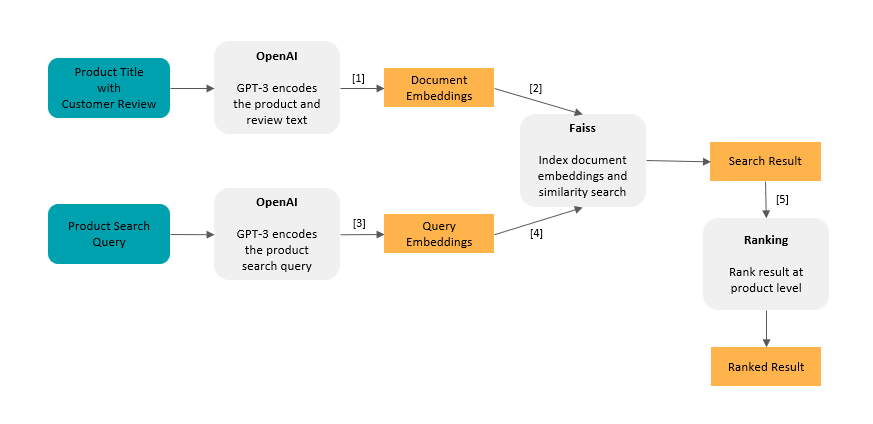 Product Title
with
Customer Review
OpenAI
GPT-3 encodes
the product and
review text
[1]
Document
Embeddings
[2]
Faiss
Index document
embeddings and
similarity search
Search Result
[5]
Product Search
Query
OpenAI
GPT-3 encodes
the product
search query
[3]
Query
Embeddings
[4]
Ranking
Rank result at
product level
Ranked Result